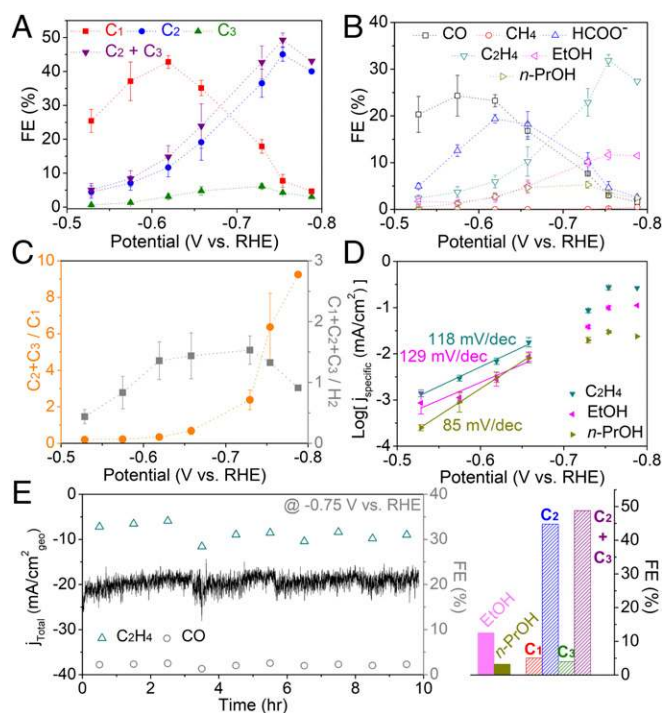 A
C₁ C₂ C₃
C₂ + C₃
FE (%)
60
50
40
30
20
10
0
-0.5 -0.6 -0.7 -0.8
Potential (V vs. RHE)
B
CO CH4 HCOO⁻
C₂H₄ EtOH
n-PrOH
FE (%)
40
30
20
10
0
-0.5 -0.6 -0.7 -0.8
Potential (V vs. RHE)
C
C₂+C₃ / C₁
10
8
6
4
2
0
C₁+C₂+C₃ / H₂
3
2
1
0
-0.5 -0.6 -0.7 -0.8
Potential (V vs. RHE)
D
Log[ j specific (mA/cm²) ]
0
-1
-2
-3
-4
118 mV/dec
129 mV/dec
85 mV/dec
C₂H₄
EtOH
n-PrOH
-0.5 -0.6 -0.7 -0.8
Potential (V vs. RHE)
E
@ -0.75 V vs. RHE
jTotal (mA/cm²geo)
0
-10
-20
-30
-40
FE (%)
40
30
20
10
0
C₂H₄ CO
0 2 4 6 8 10
Time (hr)
EtOH
n-PrOH
C₁
C₂
C₃
C₂ + C₃
FE (%)
50
40
30
20
10
0